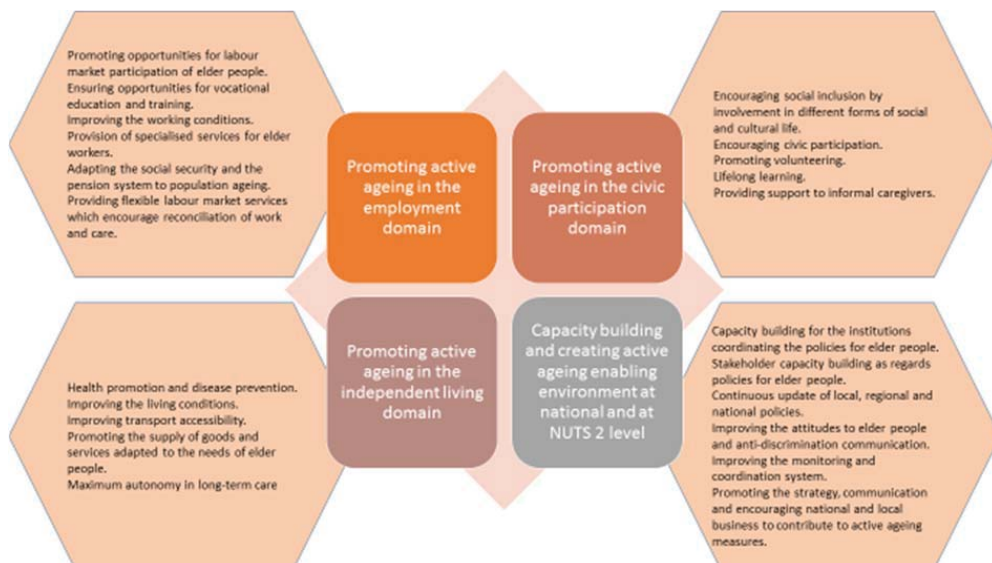 Promoting opportunities for labour
market participation of elder people.
Ensuring opportunities for vocational
education and training.
Improving the working conditions.
Provision of specialised services for elder
workers.
Adapting the social security and the
pension system to population ageing.
Providing flexible labour market services
which encourage reconciliation of work
and care.
Promoting active
ageing in the
employment
domain
Promoting active
ageing in the civic
participation
domain
Encouraging social inclusion by
involvement in different forms of social
and cultural life.
Encouraging civic participation.
Promoting volunteering.
Lifelong learning.
Providing support to informal caregivers.
Health promotion and disease prevention.
Improving the living conditions.
Improving transport accessibility.
Promoting the supply of goods and
services adapted to the needs of elder
people.
Maximum autonomy in long-term care
Promoting active
ageing in the
independent living
domain
Capacity building
and creating active
ageing enabling
environment at
national and at
NUTS 2 level
Capacity building for the institutions
coordinating the policies for elder people.
Stakeholder capacity building as regards
policies for elder people.
Continuous update of local, regional and
national policies.
Improving the attitudes to elder people
and anti-discrimination communication.
Improving the monitoring and
coordination system.
Promoting the strategy, communication
and encouraging national and local
business to contribute to active ageing
measures.